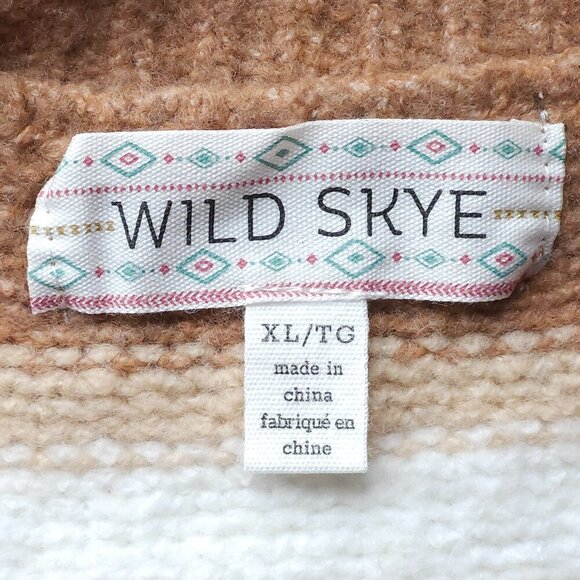 WILD SKYE
XL/TG
made in
china
fabriqué en
chine